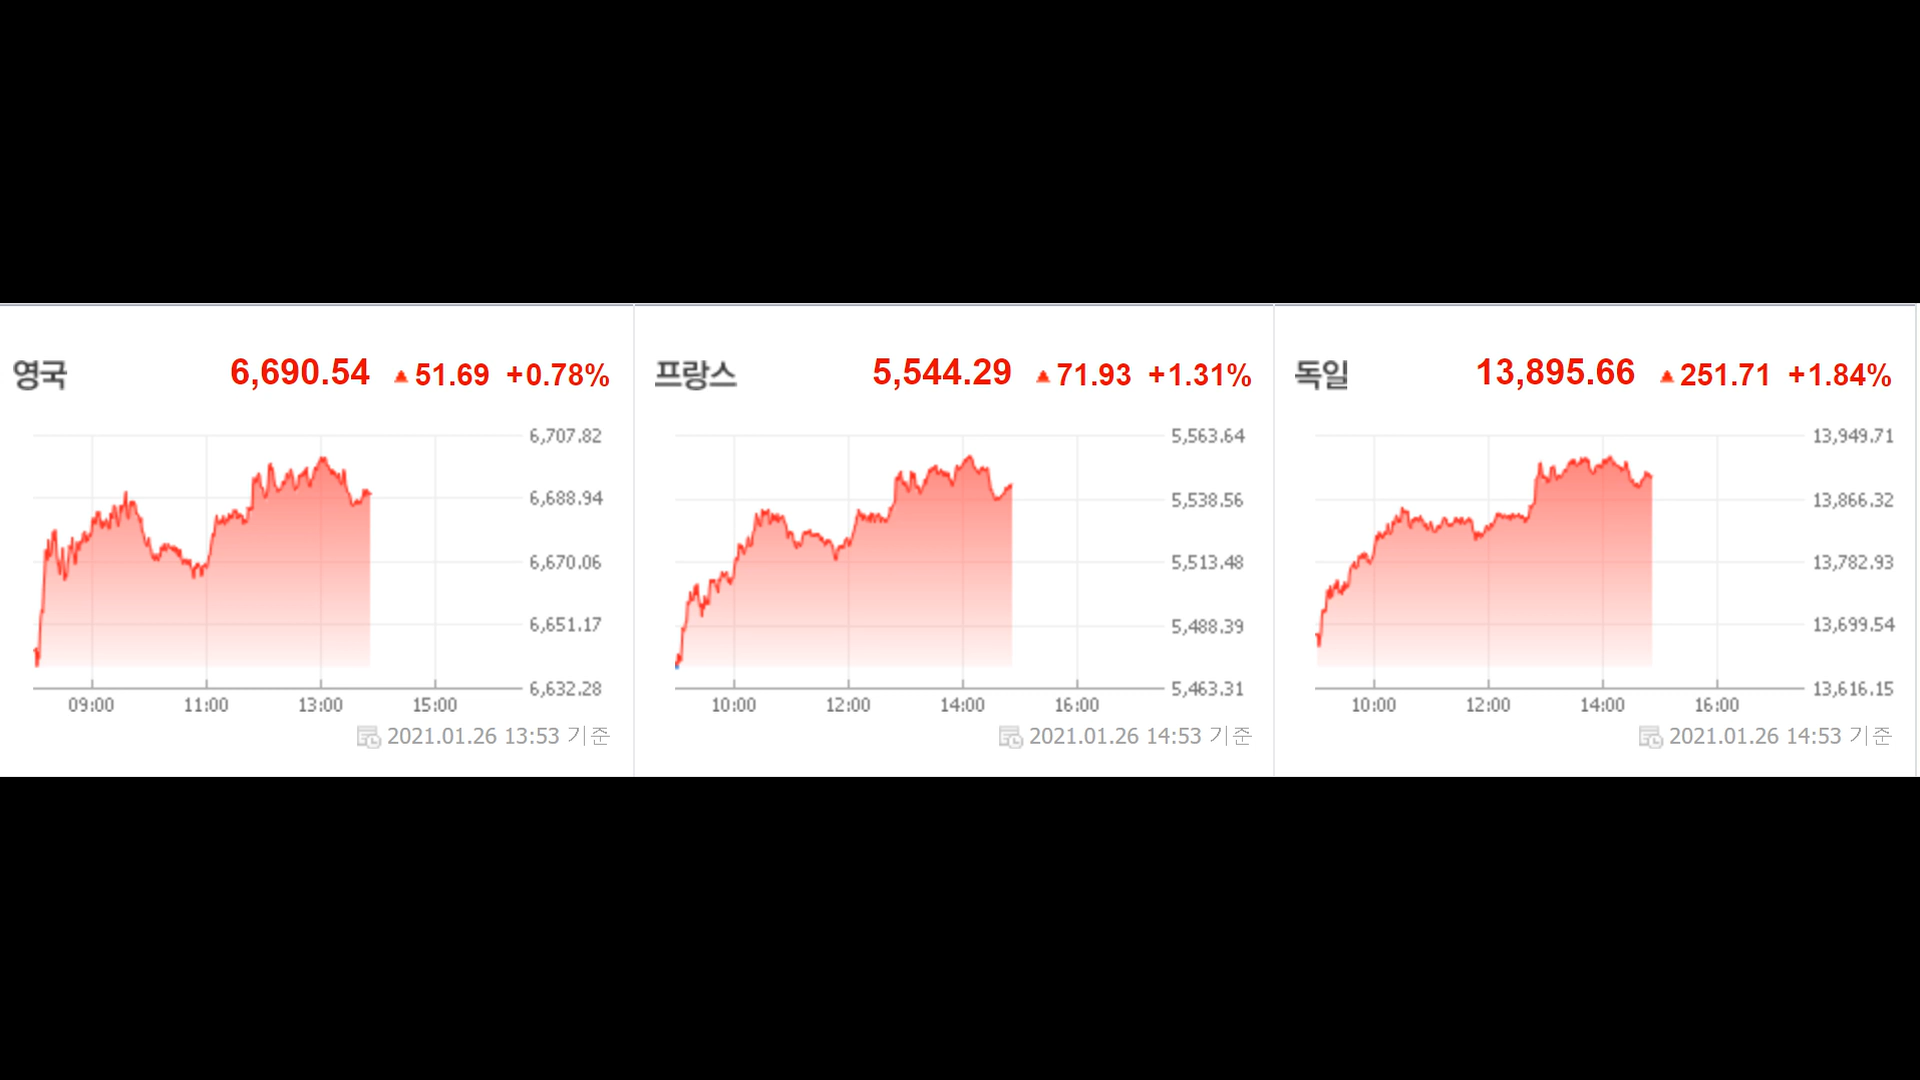 영국 6,690.54 ▲51.69 +0.78%
6,707.82
6,688.94
6,670.06
6,651.17
6,632.28
09:00 11:00 13:00 15:00
2021.01.26 13:53 기준
프랑스 5,544.29 ▲71.93 +1.31%
5,563.64
5,538.56
5,513.48
5,488.39
5,463.31
10:00 12:00 14:00 16:00
2021.01.26 14:53 기준
독일 13,895.66 ▲251.71 +1.84%
13,949.71
13,866.32
13,782.93
13,699.54
13,616.15
10:00 12:00 14:00 16:00
2021.01.26 14:53 기준